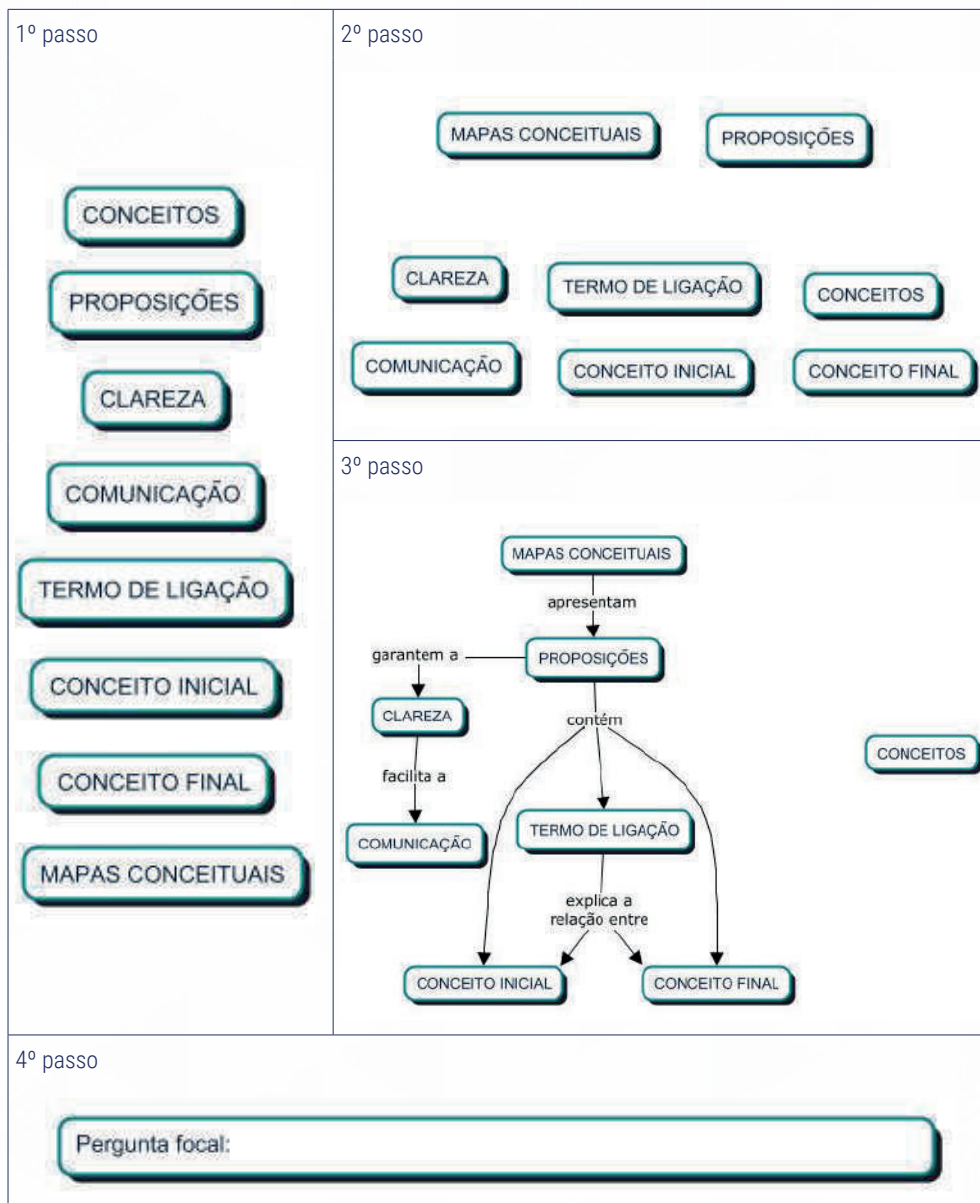 1º passo
CONCEITOS
PROPOSIÇÕES
CLAREZA
COMUNICAÇÃO
TERMO DE LIGAÇÃO
CONCEITO INICIAL
CONCEITO FINAL
MAPAS CONCEITUAIS
2º passo
MAPAS CONCEITUAIS
PROPOSIÇÕES
CLAREZA
TERMO DE LIGAÇÃO
CONCEITOS
COMUNICAÇÃO
CONCEITO INICIAL
CONCEITO FINAL
3º passo
MAPAS CONCEITUAIS
apresentam
garantem a
PROPOSIÇÕES
CLAREZA
contém
CONCEITOS
facilita a
TERMO DE LIGAÇÃO
COMUNICAÇÃO
explica a
relação entre
CONCEITO INICIAL
CONCEITO FINAL
4º passo
Pergunta focal: